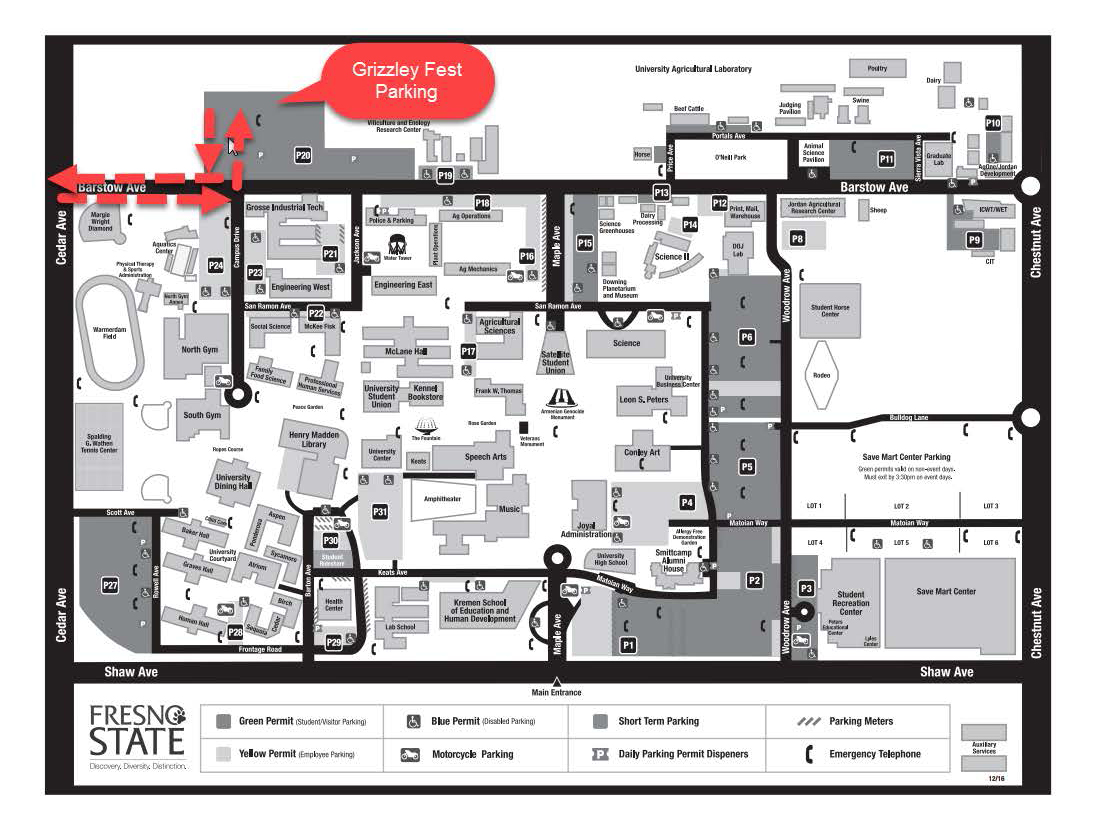 Grizzley Fest
Parking
Viticulture and Enology
Research Center
P20
P
P
P19
University Agricultural Laboratory
Poultry
Dairy
Beef Cattle
Judging
Pavilion
Swine
P10
Portals Ave
Horse
Price Ave
O'Neill Park
Animal
Science
Pavilion
P11
Sierra Vista Ave
Graduate
Lab
AgOne/Jordan
Development
Barstow Ave
Barstow Ave
P13
Cedar Ave
Margie
Wright
Diamond
Grosse Industrial Tech
P18
Police & Parking
Ag Operations
Jackson Ave
Water Tower
Plant Operations
Ag Mechanics
P16
Maple Ave
P15
Science
Greenhouses
Dairy
Processing
P14
P12
Print, Mail,
Warehouse
Science II
DOJ
Lab
Downing
Planetarium
and Museum
Jordan Agricultural
Research Center
Sheep
P8
ICWT/WET
P9
CIT
Chestnut Ave
Aquatics
Center
P24
Campus Drive
P23
P21
Physical Therapy
& Sports
Administration
North Gym
Annex
Engineering West
Engineering East
San Ramon Ave
San Ramon Ave
Woodrow Ave
Student Horse
Center
Warmerdam
Field
North Gym
P22
Social Science
McKee Fisk
McLane Hall
Agricultural
Sciences
P17
Satellite
Student
Union
Science
P6
Family
Food Science
Professional
Human Services
University
Student
Union
Kennel
Bookstore
Frank W. Thomas
Armenian Genocide
Monument
University
Business Center
Leon S. Peters
Rodeo
South Gym
Peace Garden
Rose Garden
The Fountain
Veterans
Monument
Bulldog Lane
Spalding
G. Wathen
Tennis Center
Ropes Course
Henry Madden
Library
University
Center
Keats
Speech Arts
Conley Art
P5
Save Mart Center Parking
Green permits valid on non-event days.
Must exit by 3:30pm on event days.
University
Dining Hall
P31
Amphitheater
Music
Joyal
Administration
P4
Allergy Free
Demonstration
Garden
LOT 1
LOT 2
LOT 3
Scott Ave
Matoian Way
Matoian Way
LOT 4
LOT 5
LOT 6
P27
Rowell Ave
Baker Hall
University
Courtyard
Ponderosa
Aspen
Sycamore
Graves Hall
Atrium
P30
Barton Ave
Keats Ave
University
High School
Smittcamp
Alumni
House
Matoian Way
P2
P3
Homan Hall
P28
Sequoia
Cedar
Birch
Health
Center
P29
Lab School
Kremen School
of Education and
Human Development
Maple Ave
P1
Woodrow Ave
Student
Recreation
Center
Peters
Educational
Center
Lyles
Center
Save Mart Center
Cedar Ave
Chestnut Ave
Frontage Road
Shaw Ave
Shaw Ave
Main Entrance
FRESNO
STATE
Discovery. Diversity. Distinction.
Green Permit (Student/Visitor Parking)
Blue Permit (Disabled Parking)
Short Term Parking
Parking Meters
Yellow Permit (Employee Parking)
Motorcycle Parking
Daily Parking Permit Dispeners
Emergency Telephone
Auxiliary
Services
12/16